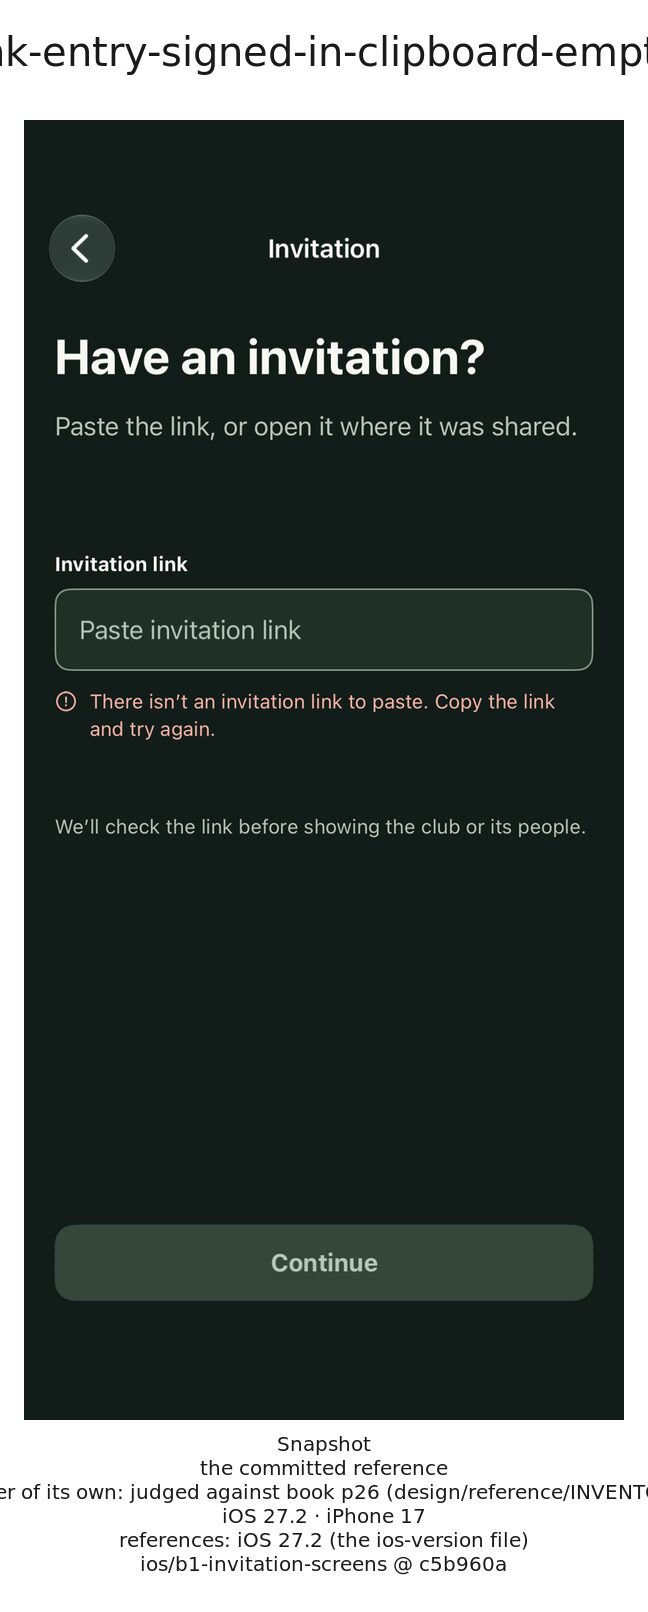 nk-entry-signed-in-clipboard-empt
Invitation
Have an invitation?
Paste the link, or open it where it was shared.
Invitation link
Paste invitation link
There isn’t an invitation link to paste. Copy the link
and try again.
We’ll check the link before showing the club or its people.
Continue
Snapshot
the committed reference
er of its own: judged against book p26 (design/reference/INVENTO
iOS 27.2 · iPhone 17
references: iOS 27.2 (the ios-version file)
ios/b1-invitation-screens @ c5b960a